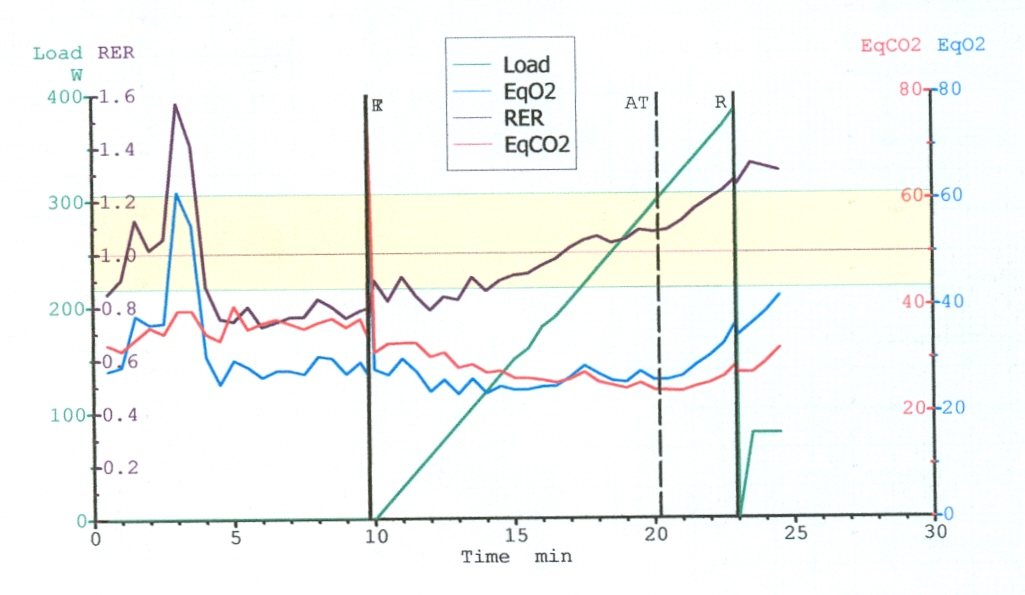 Load RER
W
EqCO2 EqO2
Load
EqO2
RER
EqCO2
400 1.6
80 80
AT R
1.4
300 1.2
60 60
1.0
200 0.8
40 40
0.6
100 0.4
20 20
0.2
0
0
0 5 10 15 20 25 30
Time min